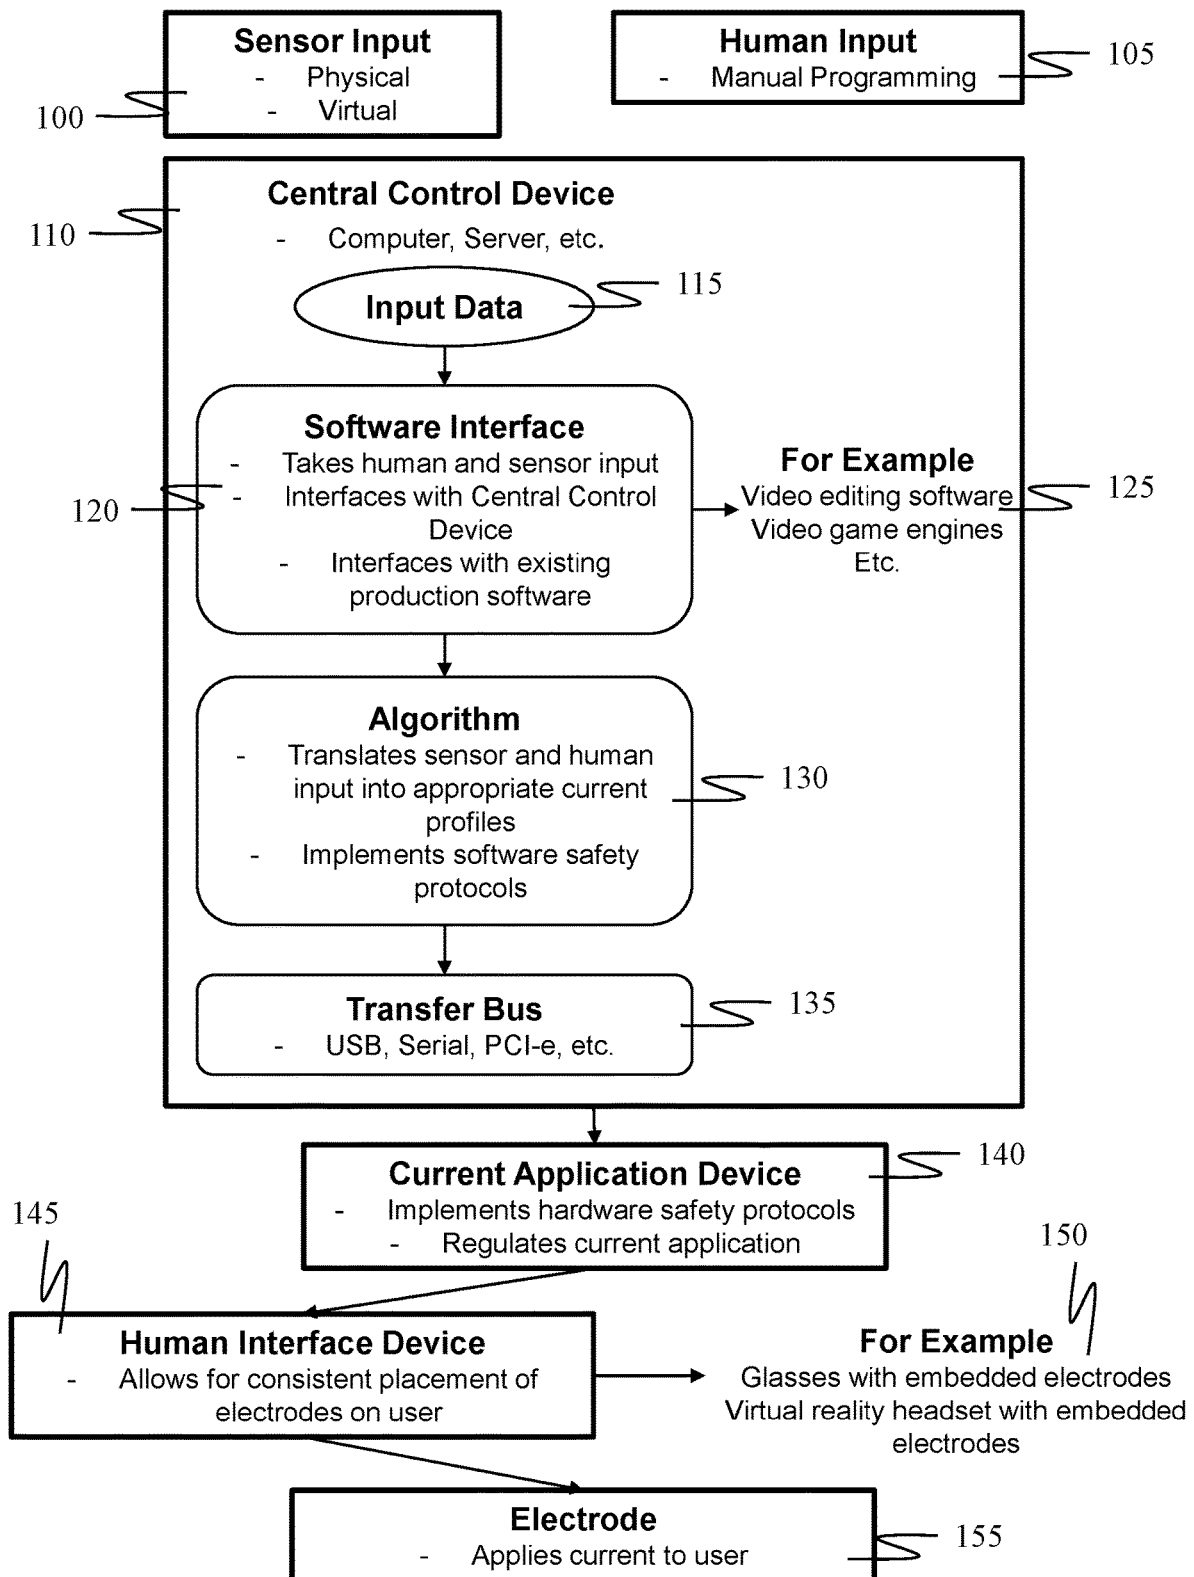 Sensor Input
- Physical
- Virtual
100
Human Input
- Manual Programming
105
Central Control Device
- Computer, Server, etc.
110
Input Data
115
Software Interface
- Takes human and sensor input
- Interfaces with Central Control
Device
- Interfaces with existing
production software
120
For Example
Video editing software
Video game engines
Etc.
125
Algorithm
- Translates sensor and human
input into appropriate current
profiles
- Implements software safety
protocols
130
Transfer Bus
- USB, Serial, PCI-e, etc.
135
Current Application Device
- Implements hardware safety protocols
- Regulates current application
140
145
Human Interface Device
- Allows for consistent placement of
electrodes on user
150
For Example
Glasses with embedded electrodes
Virtual reality headset with embedded
electrodes
Electrode
- Applies current to user
155